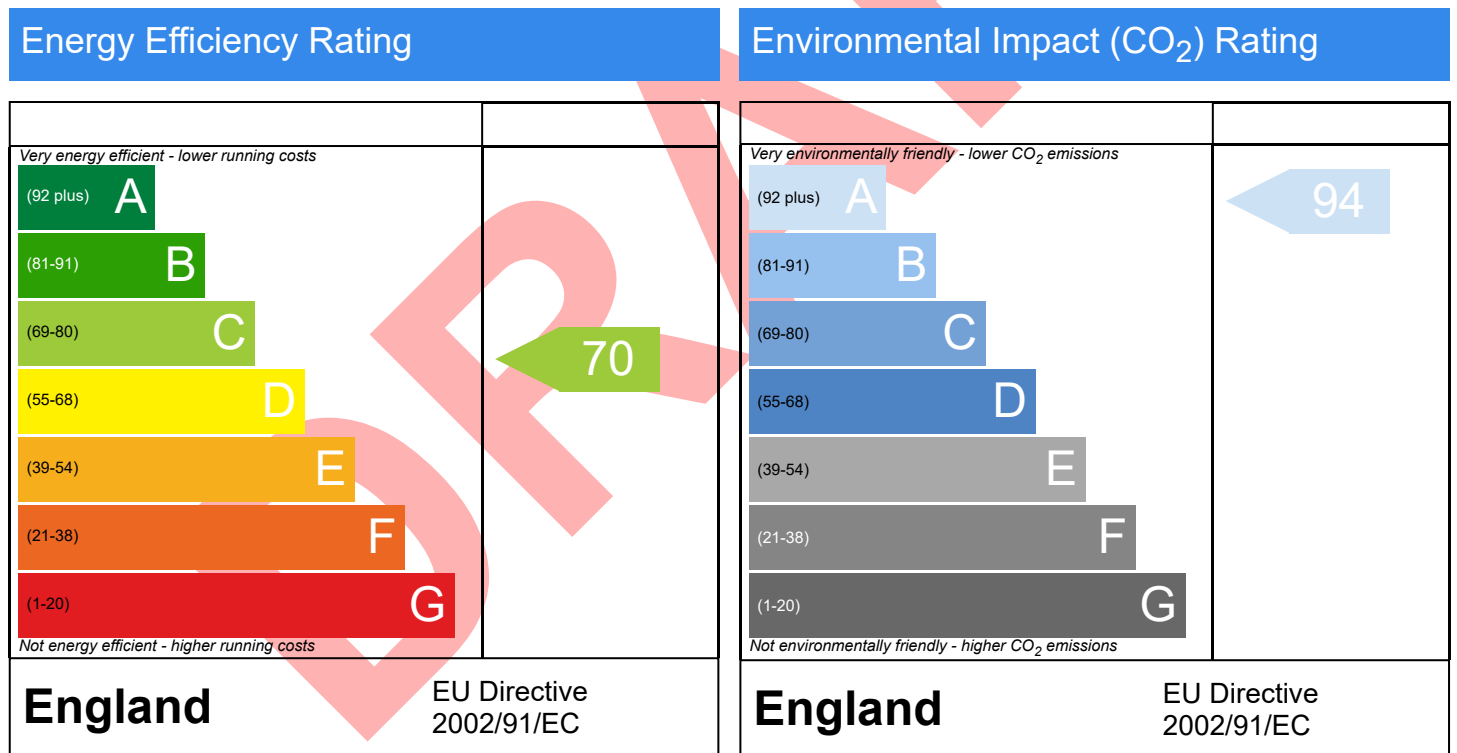 Energy Efficiency Rating
Very energy efficient - lower running costs
(92 plus) A
(81-91) B
(69-80) C
70
(55-68) D
(39-54) E
(21-38) F
(1-20) G
Not energy efficient - higher running costs
England
EU Directive
2002/91/EC
Environmental Impact (CO₂) Rating
Very environmentally friendly - lower CO₂ emissions
(92 plus) A
94
(81-91) B
(69-80) C
(55-68) D
(39-54) E
(21-38) F
(1-20) G
Not environmentally friendly - higher CO₂ emissions
England
EU Directive
2002/91/EC